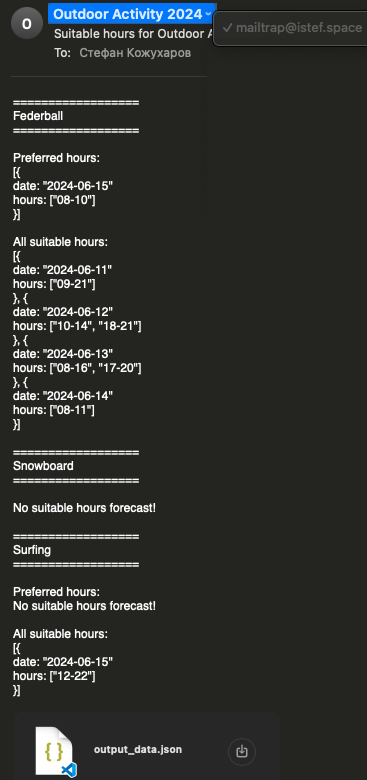 O
Outdoor Activity 2024
✓ mailtrap@istef.space
Suitable hours for Outdoor A
To: Стефан Кожухаров
==================
Federball
==================
Preferred hours:
[{
date: "2024-06-15"
hours: ["08-10"]
}]
All suitable hours:
[{
date: "2024-06-11"
hours: ["09-21"]
}, {
date: "2024-06-12"
hours: ["10-14", "18-21"]
}, {
date: "2024-06-13"
hours: ["08-16", "17-20"]
}, {
date: "2024-06-14"
hours: ["08-11"]
}]
==================
Snowboard
==================
No suitable hours forecast!
==================
Surfing
==================
Preferred hours:
No suitable hours forecast!
All suitable hours:
[{
date: "2024-06-15"
hours: ["12-22"]
}]
{ }
output_data.json